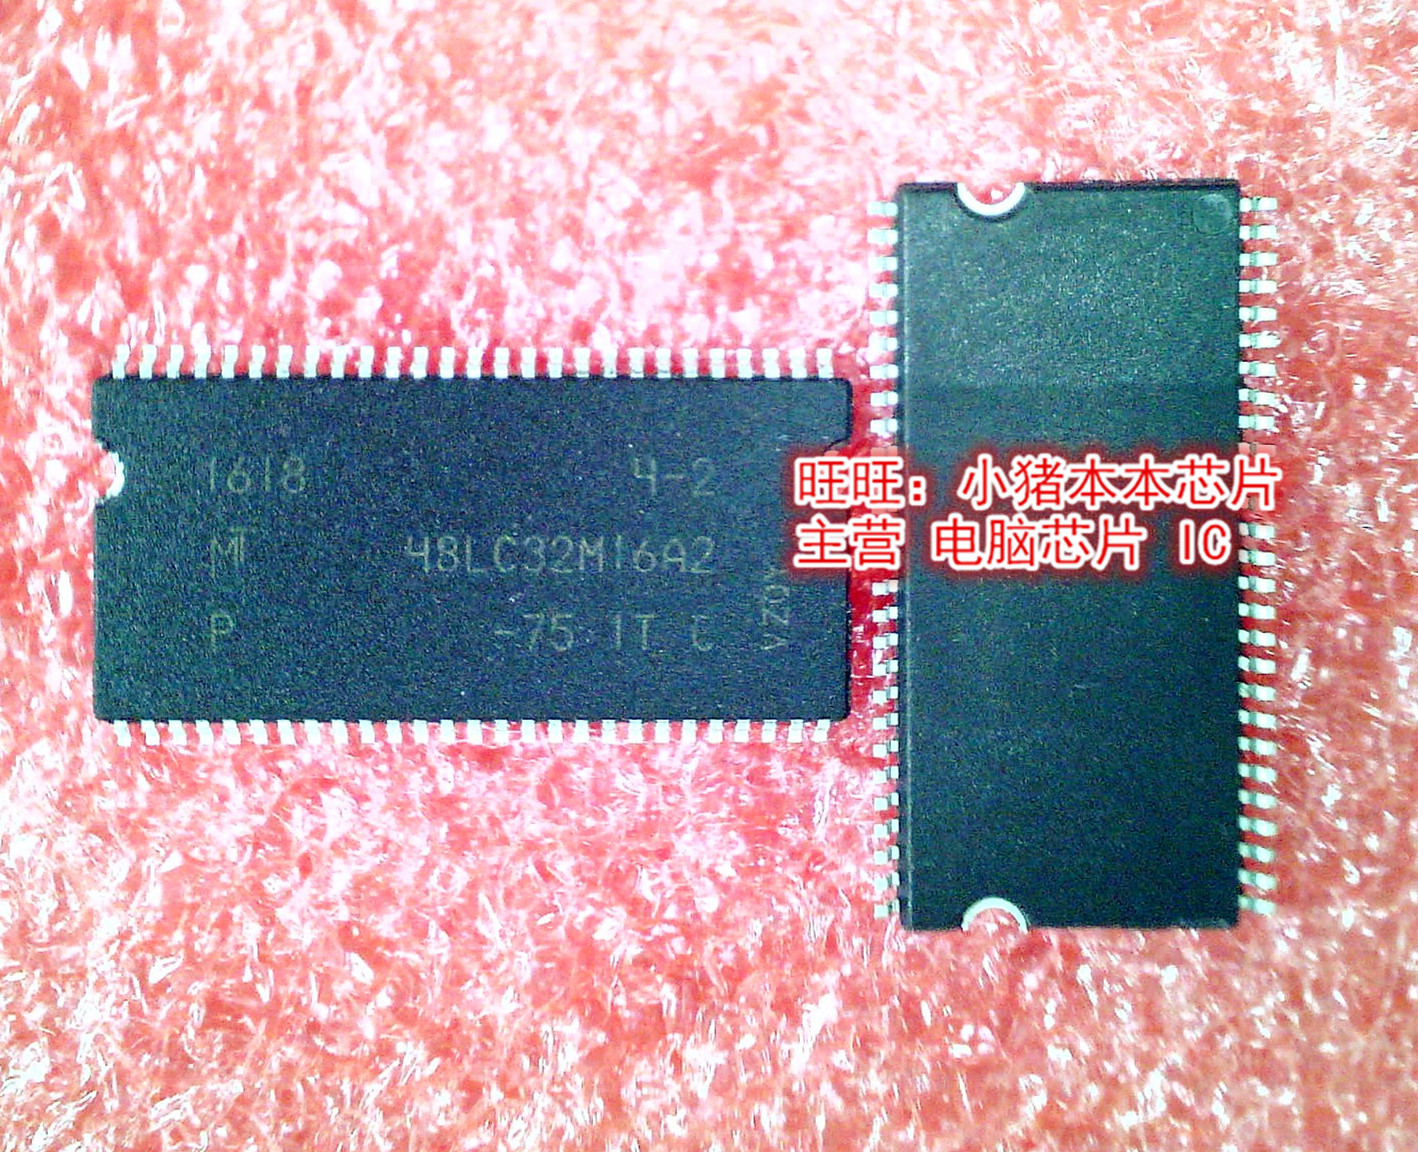 1618 4-2
MT 48LC32M16A2
P -75 IT C
旺旺：小猪本本芯片
主营 电脑芯片 IC